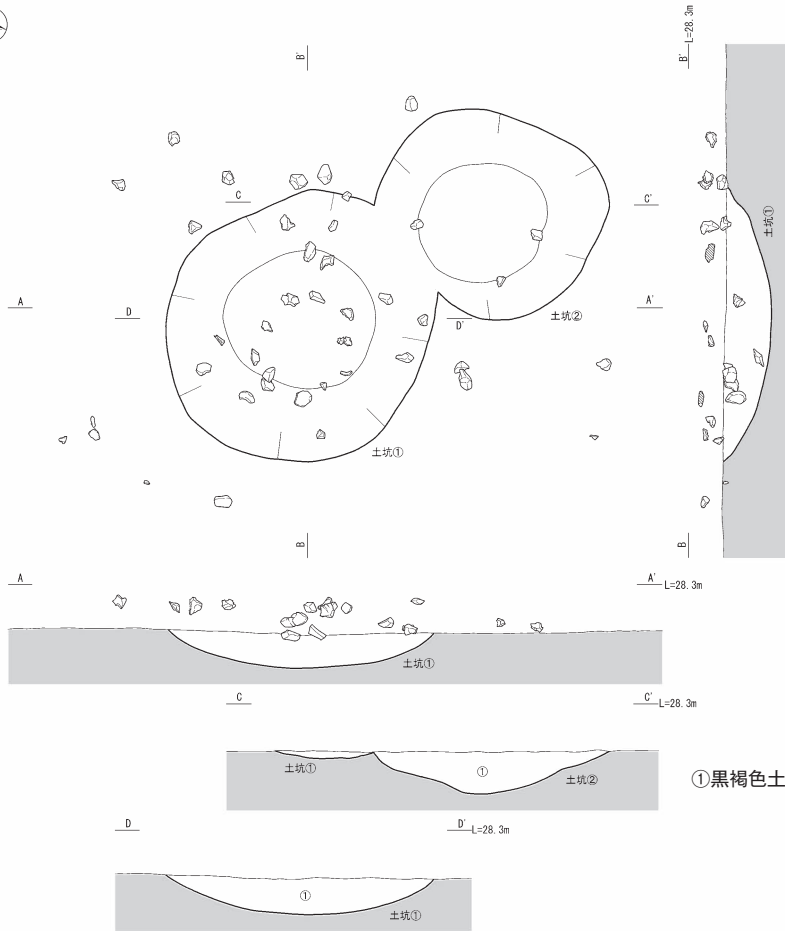 B'
C
C'
A
A'
D
D'
土坑②
土坑①
B
B'
L=28.3m
土坑①
B
A
A' L=28.3m
土坑①
C
C' L=28.3m
土坑①
①
土坑②
①黒褐色土
D
D' L=28.3m
①
土坑①